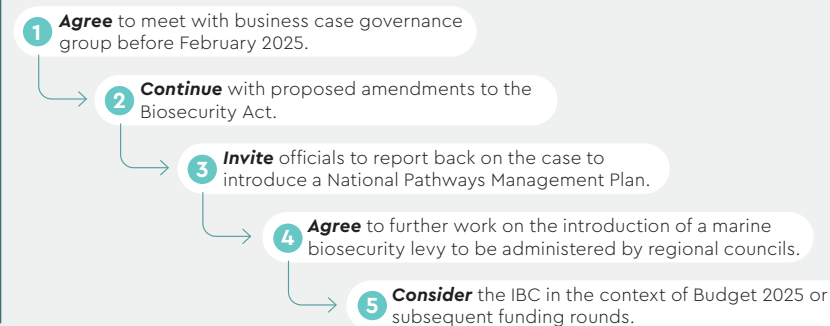 1 Agree to meet with business case governance
group before February 2025.
2 Continue with proposed amendments to the
Biosecurity Act.
3 Invite officials to report back on the case to
introduce a National Pathways Management Plan.
4 Agree to further work on the introduction of a marine
biosecurity levy to be administered by regional councils.
5 Consider the IBC in the context of Budget 2025 or
subsequent funding rounds.